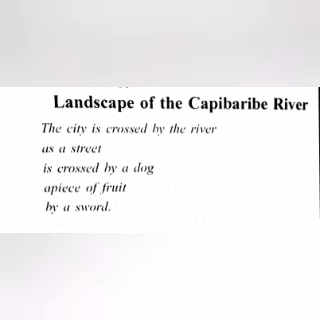 Landscape of the Capibaribe River
The city is crossed by the river
as a street
is crossed by a dog
apiece of fruit
by a sword.